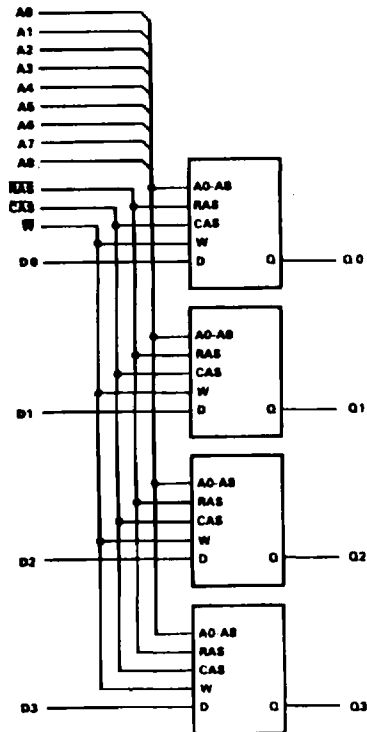 A0
A1
A2
A3
A4
A5
A6
A7
A8
RAS
CAS
W
A0-A8
RAS
CAS
W
D0 D Q Q0
A0-A8
RAS
CAS
W
D1 D Q Q1
A0-A8
RAS
CAS
W
D2 D Q Q2
A0-A8
RAS
CAS
W
D3 D Q Q3